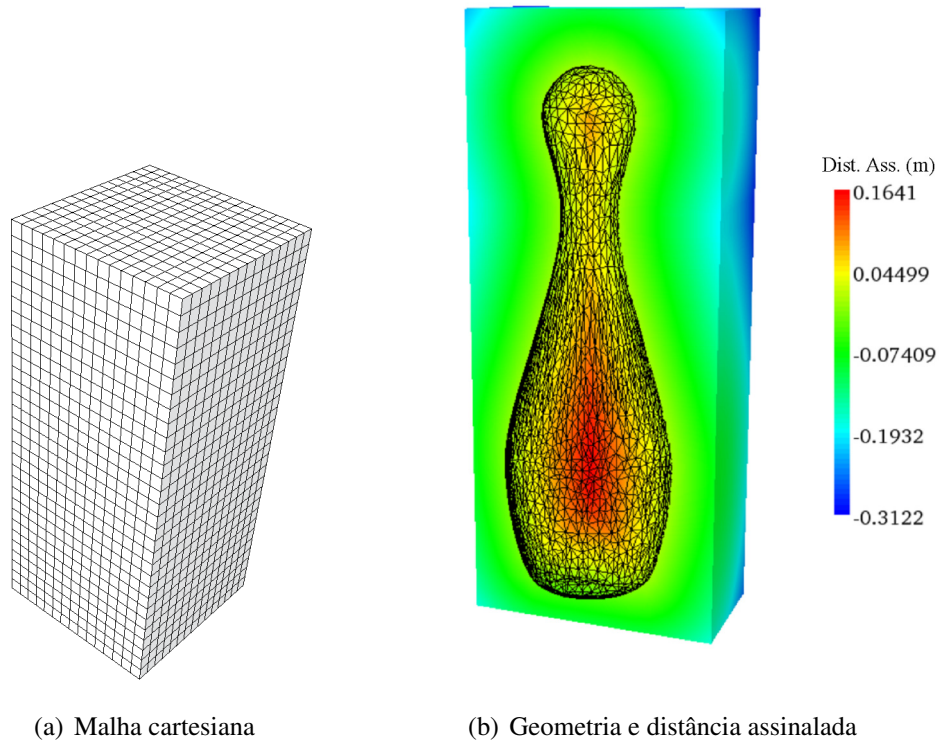 Dist. Ass. (m)
0.1641
0.04499
-0.07409
-0.1932
-0.3122
(a) Malha cartesiana
(b) Geometria e distância assinalada